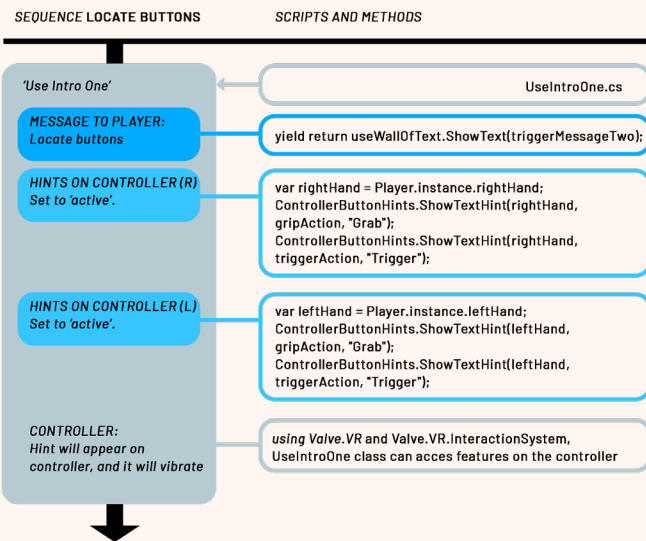 SEQUENCE LOCATE BUTTONS
SCRIPTS AND METHODS
'Use Intro One'
UseIntroOne.cs
MESSAGE TO PLAYER:
Locate buttons
yield return useWallOfText.ShowText(triggerMessageTwo);
HINTS ON CONTROLLER (R)
Set to 'active'.
var rightHand = Player.instance.rightHand;
ControllerButtonHints.ShowTextHint(rightHand,
gripAction, "Grab");
ControllerButtonHints.ShowTextHint(rightHand,
triggerAction, "Trigger");
HINTS ON CONTROLLER (L)
Set to 'active'.
var leftHand = Player.instance.leftHand;
ControllerButtonHints.ShowTextHint(leftHand,
gripAction, "Grab");
ControllerButtonHints.ShowTextHint(leftHand,
triggerAction, "Trigger");
CONTROLLER:
Hint will appear on
controller, and it will vibrate
using Valve.VR and Valve.VR.InteractionSystem,
UseIntroOne class can acces features on the controller